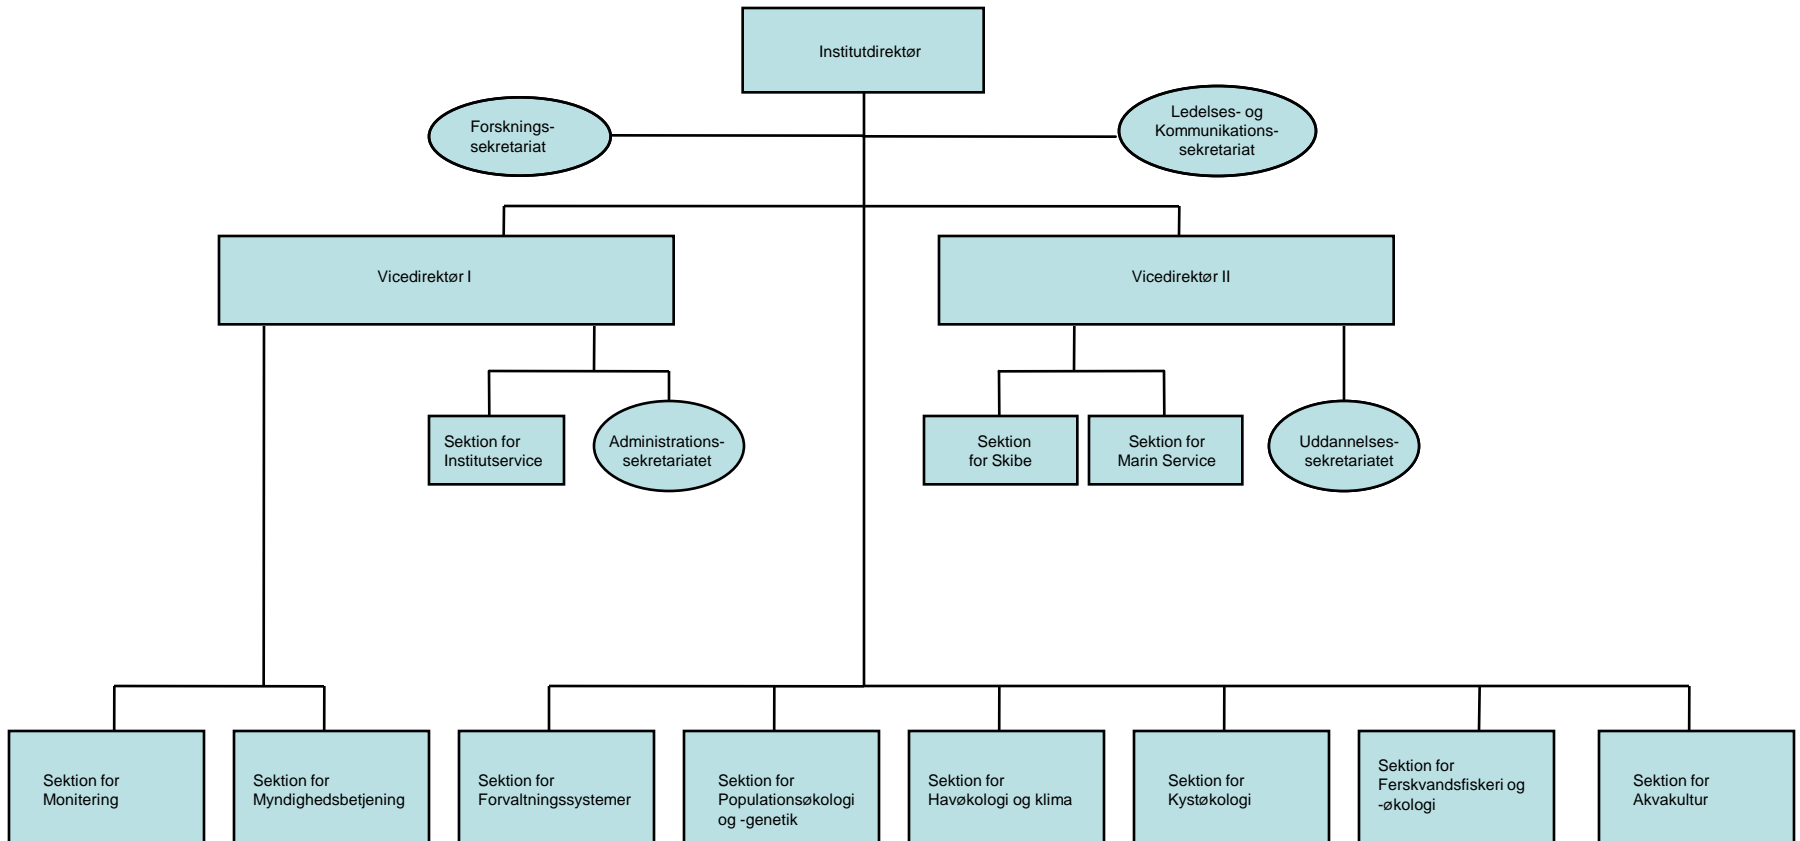 Institutdirektør
Forsknings-
sekretariat
Ledelses- og
Kommunikations-
sekretariat
Vicedirektør I
Vicedirektør II
Sektion for
Institutservice
Administrations-
sekretariatet
Sektion
for Skibe
Sektion for
Marin Service
Uddannelses-
sekretariatet
Sektion for
Monitering
Sektion for
Myndighedsbetjening
Sektion for
Forvaltningssystemer
Sektion for
Populationsøkologi
og -genetik
Sektion for
Havøkologi og klima
Sektion for
Kystøkologi
Sektion for
Ferskvandsfiskeri og
-økologi
Sektion for
Akvakultur